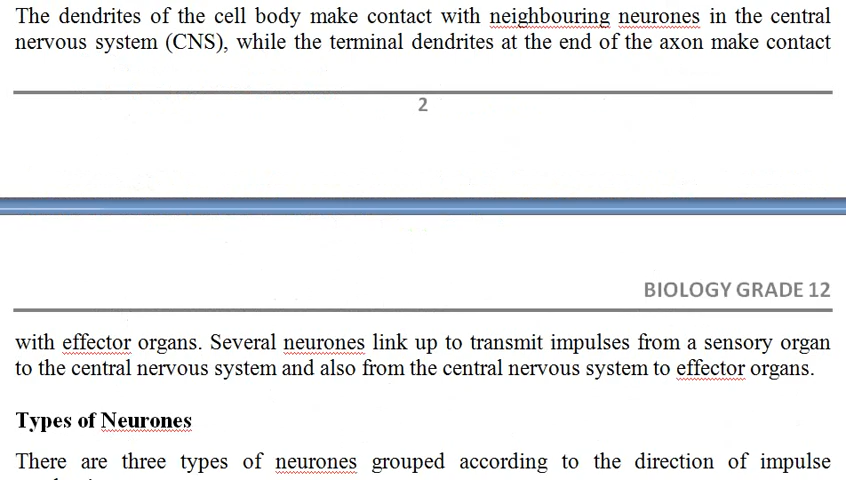 The dendrites of the cell body make contact with neighbouring neurones in the central
nervous system (CNS), while the terminal dendrites at the end of the axon make contact
2
BIOLOGY GRADE 12
with effector organs. Several neurones link up to transmit impulses from a sensory organ
to the central nervous system and also from the central nervous system to effector organs.
Types of Neurones
There are three types of neurones grouped according to the direction of impulse